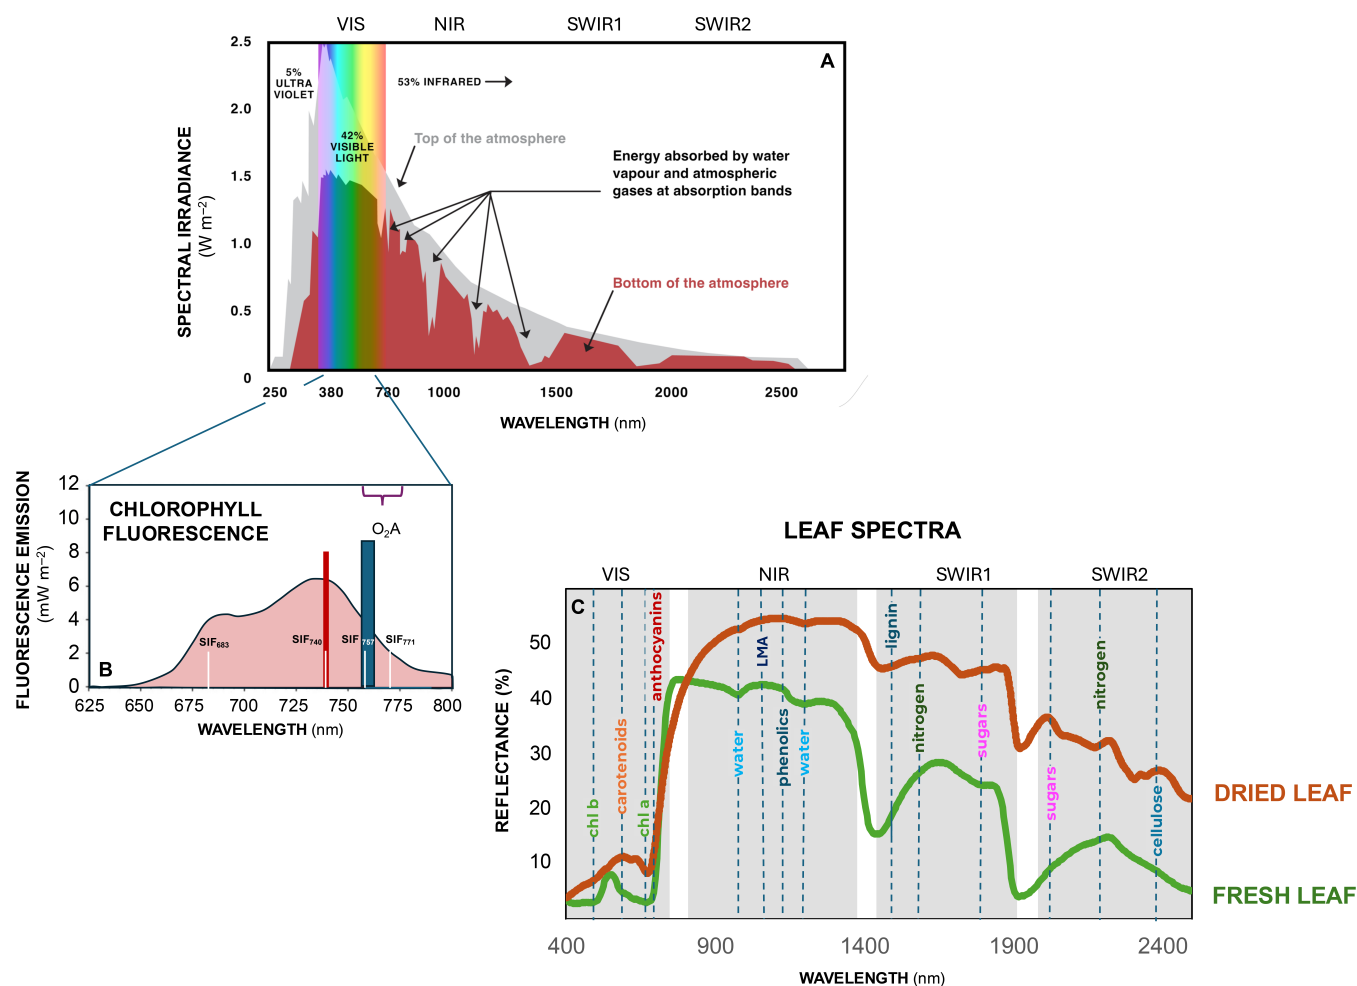 VIS NIR SWIR1 SWIR2
A
2.5
2.0
1.5
1.0
0.5
0
SPECTRAL IRRADIANCE
(W m–2)
5%
ULTRA
VIOLET
42%
VISIBLE
LIGHT
53% INFRARED
Top of the atmosphere
Energy absorbed by water
vapour and atmospheric
gases at absorption bands
Bottom of the atmosphere
250 380 780 1000 1500 2000 2500
WAVELENGTH (nm)
FLUORESCENCE EMISSION
(mW m–2)
12
10
8
6
4
2
0
CHLOROPHYLL
FLUORESCENCE
O2A
SIF683 SIF740 SIF757 SIF771
B
625 650 675 700 725 750 775 800
WAVELENGTH (nm)
LEAF SPECTRA
VIS NIR SWIR1 SWIR2
C
REFLECTANCE (%)
50
40
30
20
10
chl b
carotenoids
chl a
anthocyanins
water
LMA
phenolics
water
lignin
nitrogen
sugars
sugars
nitrogen
cellulose
DRIED LEAF
FRESH LEAF
400 900 1400 1900 2400
WAVELENGTH (nm)